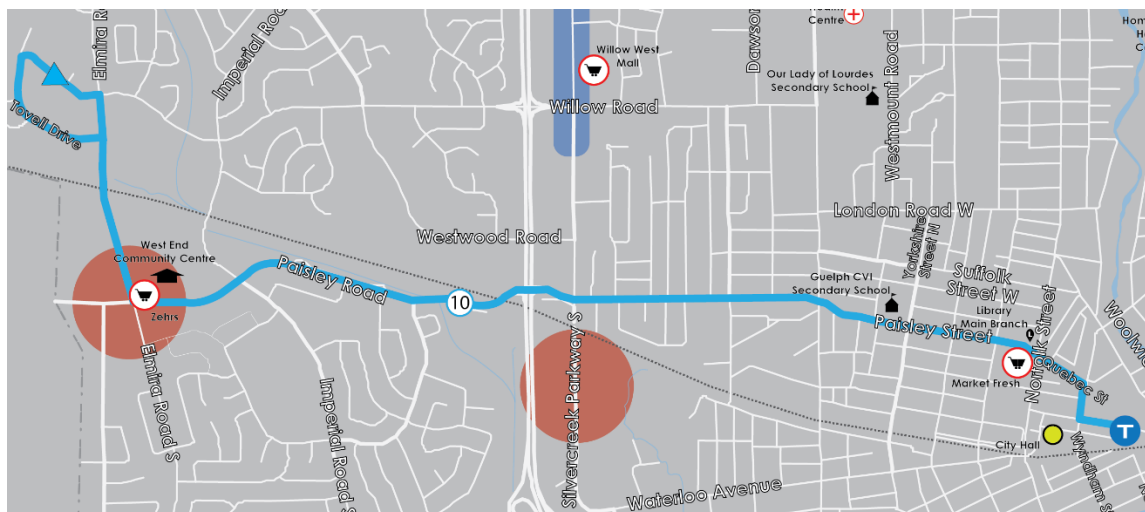 Elmira Ro
Imperial Road
Dawson
Centre
Westmount Road
Willow West
Mall
Our Lady of Lourdes
Secondary School
Willow Road
Hom
H
C
Tovell Drive
London Road W
Westwood Road
Yorkshire
Street N
West End
Community Centre
Paisley Road
Guelph CVI
Secondary School
Suffolk
Street W
Library
Main Branch
Woolwi
10
Zehrs
Paisley Street
Norfolk Street
Quebec St
Market Fresh
Elmira Road S
Imperial Road S
Silvercreek Parkway S
City Hall
T
Wyndham St
Waterloo Avenue